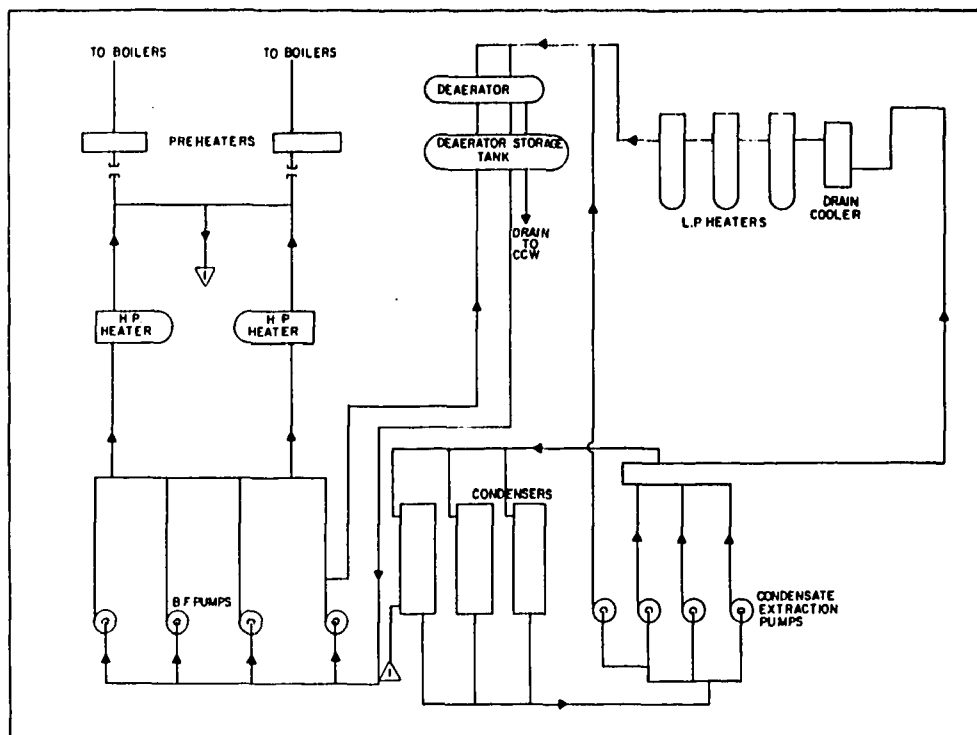 TO BOILERS
TO BOILERS
PREHEATERS
DEAERATOR
DEAERATOR STORAGE
TANK
DRAIN
TO
CCW
L.P HEATERS
DRAIN
COOLER
1
H.P.
HEATER
H P
HEATER
CONDENSERS
B F PUMPS
CONDENSATE
EXTRACTION
PUMPS
1